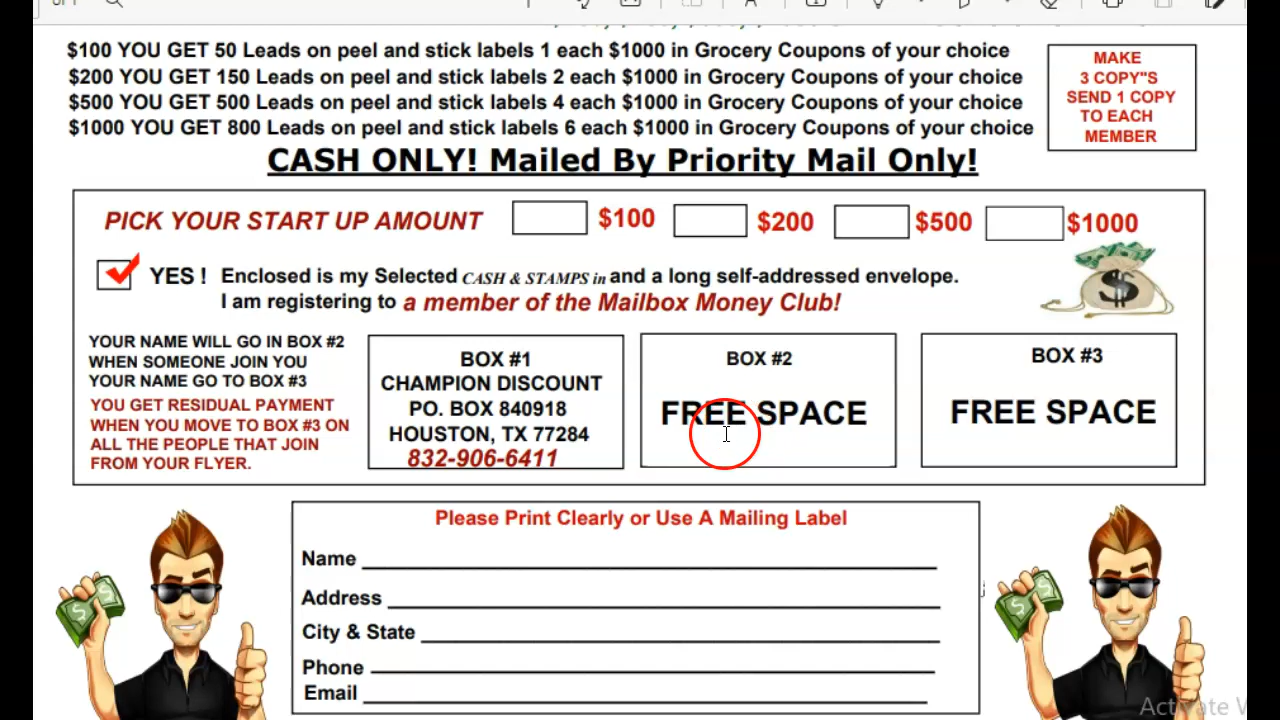 $100 YOU GET 50 Leads on peel and stick labels 1 each $1000 in Grocery Coupons of your choice
$200 YOU GET 150 Leads on peel and stick labels 2 each $1000 in Grocery Coupons of your choice
$500 YOU GET 500 Leads on peel and stick labels 4 each $1000 in Grocery Coupons of your choice
$1000 YOU GET 800 Leads on peel and stick labels 6 each $1000 in Grocery Coupons of your choice
MAKE
3 COPY"S
SEND 1 COPY
TO EACH
MEMBER
CASH ONLY! Mailed By Priority Mail Only!
PICK YOUR START UP AMOUNT $100 $200 $500 $1000
YES ! Enclosed is my Selected CASH & STAMPS in and a long self-addressed envelope.
I am registering to a member of the Mailbox Money Club!
YOUR NAME WILL GO IN BOX #2
WHEN SOMEONE JOIN YOU
YOUR NAME GO TO BOX #3
YOU GET RESIDUAL PAYMENT
WHEN YOU MOVE TO BOX #3 ON
ALL THE PEOPLE THAT JOIN
FROM YOUR FLYER.
BOX #1
CHAMPION DISCOUNT
PO. BOX 840918
HOUSTON, TX 77284
832-906-6411
BOX #2
FREE SPACE
BOX #3
FREE SPACE
Please Print Clearly or Use A Mailing Label
Name
Address
City & State
Phone
Email